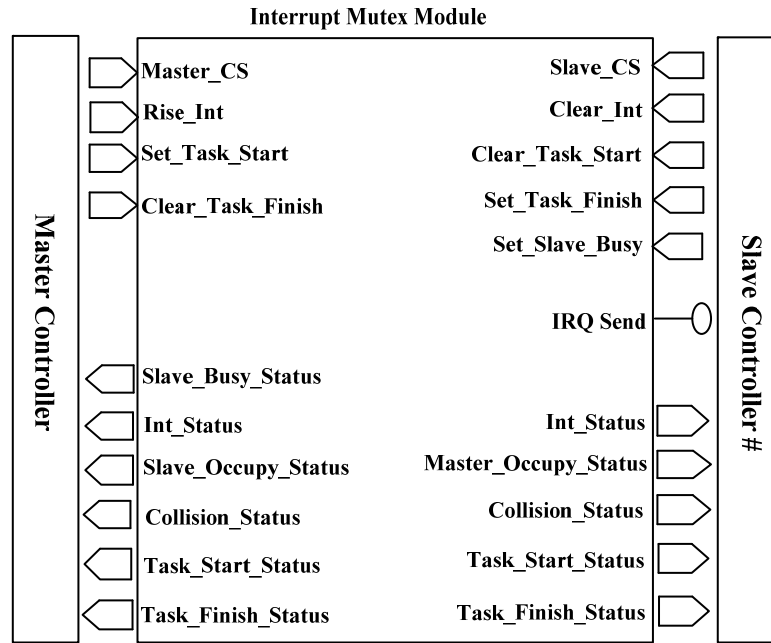 Interrupt Mutex Module
Master Controller
Master_CS
Rise_Int
Set_Task_Start
Clear_Task_Finish
Slave_Busy_Status
Int_Status
Slave_Occupy_Status
Collision_Status
Task_Start_Status
Task_Finish_Status
Slave_CS
Clear_Int
Clear_Task_Start
Set_Task_Finish
Set_Slave_Busy
IRQ Send
Int_Status
Master_Occupy_Status
Collision_Status
Task_Start_Status
Task_Finish_Status
Slave Controller #